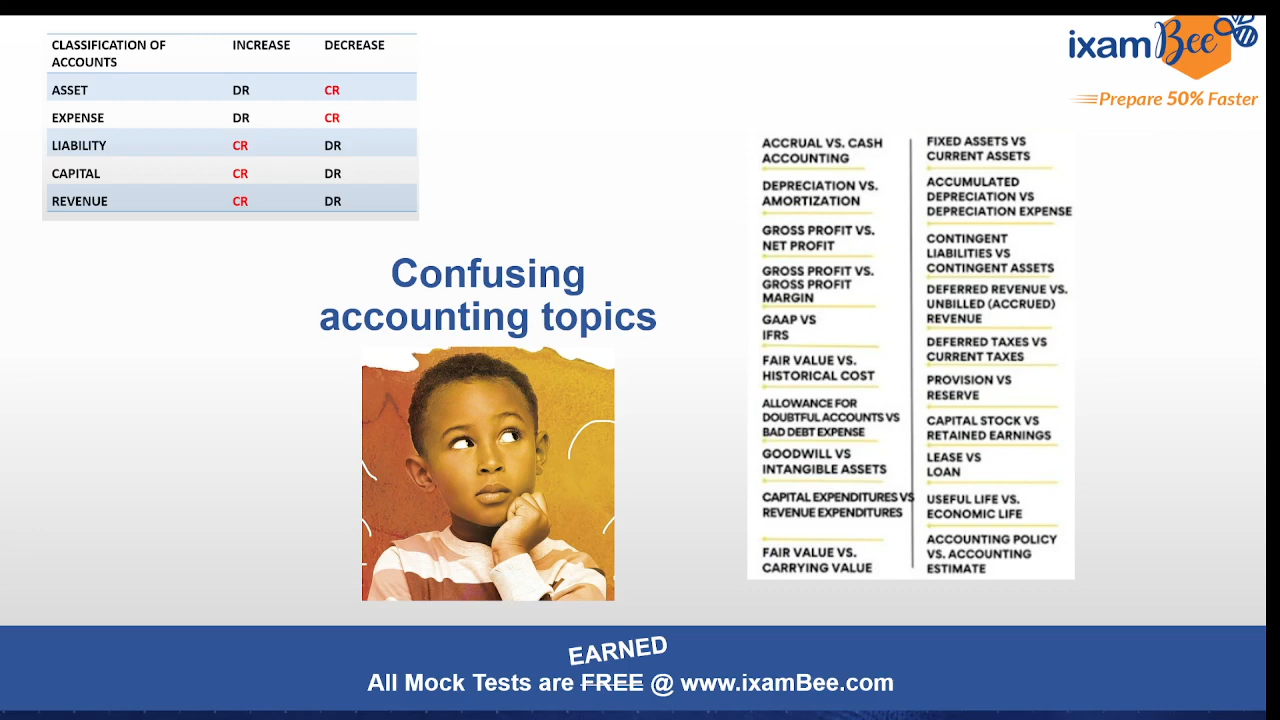 CLASSIFICATION OF
ACCOUNTS
INCREASE
DECREASE
ASSET DR CR
EXPENSE DR CR
LIABILITY CR DR
CAPITAL CR DR
REVENUE CR DR
ixamBee
Prepare 50% Faster
Confusing
accounting topics
ACCRUAL VS. CASH
ACCOUNTING
DEPRECIATION VS.
AMORTIZATION
GROSS PROFIT VS.
NET PROFIT
GROSS PROFIT VS.
GROSS PROFIT
MARGIN
GAAP VS
IFRS
FAIR VALUE VS.
HISTORICAL COST
ALLOWANCE FOR
DOUBTFUL ACCOUNTS VS
BAD DEBT EXPENSE
GOODWILL VS
INTANGIBLE ASSETS
CAPITAL EXPENDITURES VS
REVENUE EXPENDITURES
FAIR VALUE VS.
CARRYING VALUE
FIXED ASSETS VS
CURRENT ASSETS
ACCUMULATED
DEPRECIATION VS
DEPRECIATION EXPENSE
CONTINGENT
LIABILITIES VS
CONTINGENT ASSETS
DEFERRED REVENUE VS.
UNBILLED (ACCRUED)
REVENUE
DEFERRED TAXES VS
CURRENT TAXES
PROVISION VS
RESERVE
CAPITAL STOCK VS
RETAINED EARNINGS
LEASE VS
LOAN
USEFUL LIFE VS.
ECONOMIC LIFE
ACCOUNTING POLICY
VS. ACCOUNTING
ESTIMATE
EARNED
All Mock Tests are FREE @ www.ixamBee.com